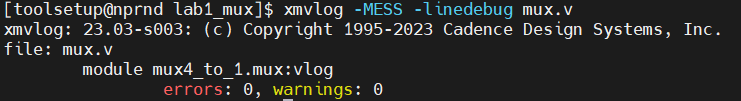 [toolsetup@nprnd lab1_mux]$ xmvlog -MESS -linedebug mux.v
xmvlog: 23.03-s003: (c) Copyright 1995-2023 Cadence Design Systems, Inc.
file: mux.v
module mux4_to_1.mux:vlog
errors: 0, warnings: 0